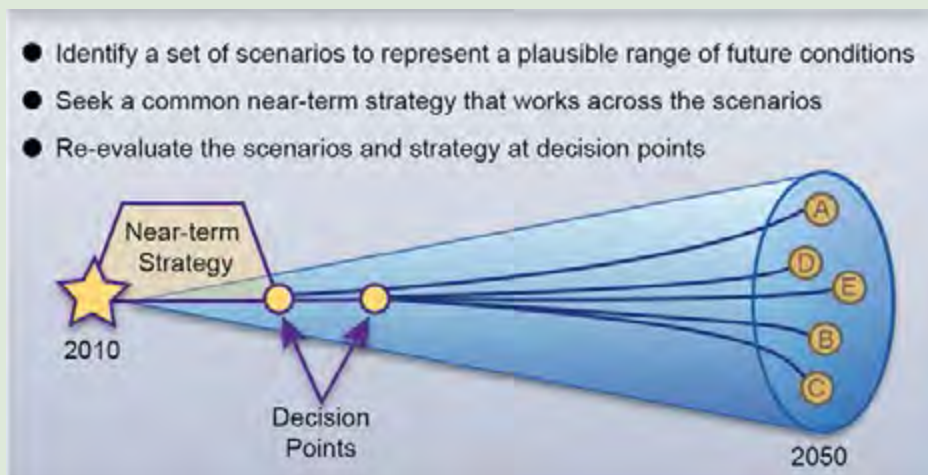 ● Identify a set of scenarios to represent a plausible range of future conditions
● Seek a common near-term strategy that works across the scenarios
● Re-evaluate the scenarios and strategy at decision points
Near-term
Strategy
2010
Decision
Points
A
D
E
B
C
2050